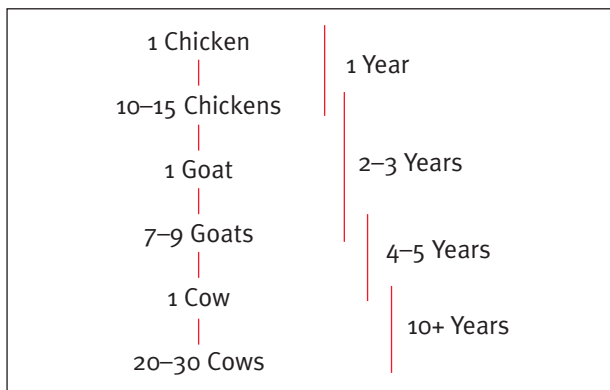 1 Chicken
1 Year
10–15 Chickens
1 Goat
2–3 Years
7–9 Goats
4–5 Years
1 Cow
10+ Years
20–30 Cows